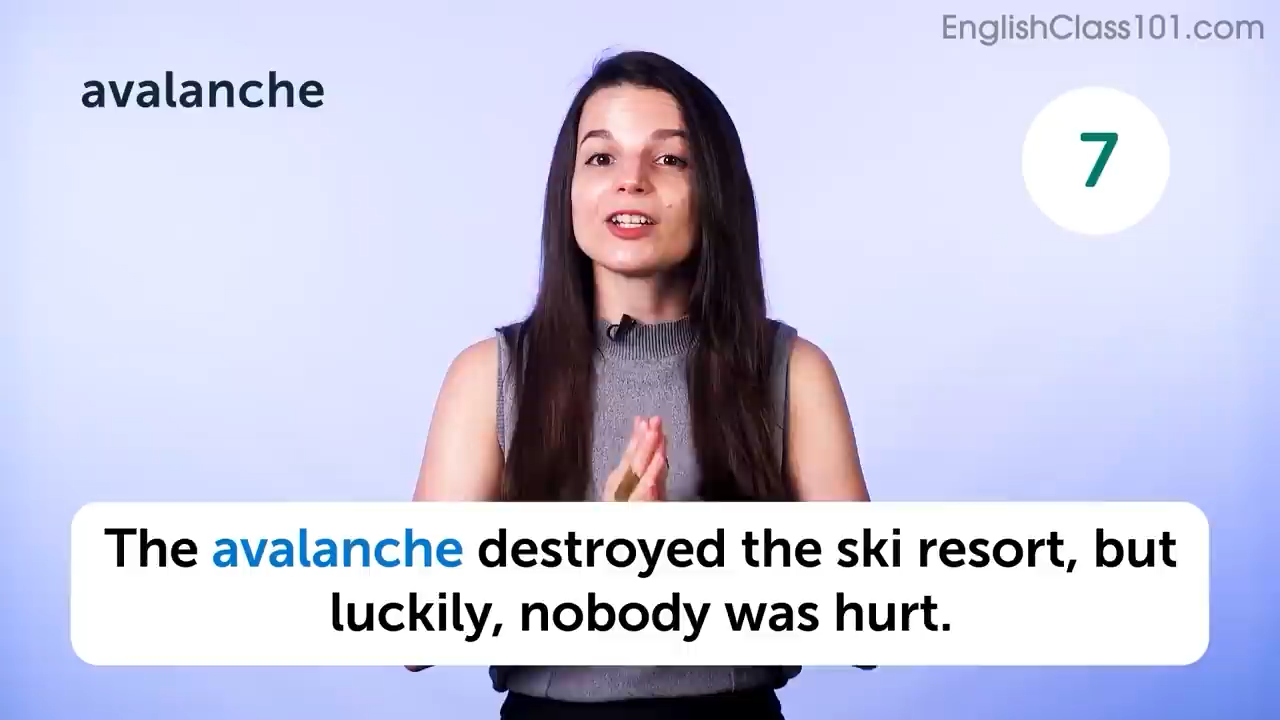 EnglishClass101.com
avalanche
7
The avalanche destroyed the ski resort, but
luckily, nobody was hurt.